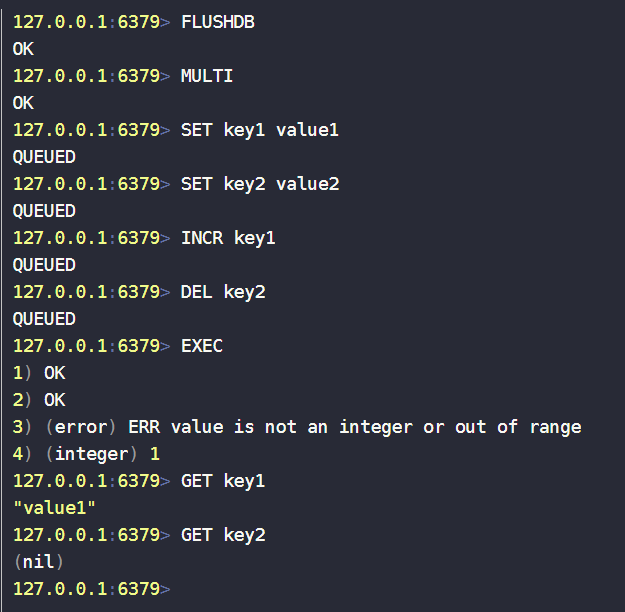 127.0.0.1:6379> FLUSHDB
OK
127.0.0.1:6379> MULTI
OK
127.0.0.1:6379> SET key1 value1
QUEUED
127.0.0.1:6379> SET key2 value2
QUEUED
127.0.0.1:6379> INCR key1
QUEUED
127.0.0.1:6379> DEL key2
QUEUED
127.0.0.1:6379> EXEC
1) OK
2) OK
3) (error) ERR value is not an integer or out of range
4) (integer) 1
127.0.0.1:6379> GET key1
"value1"
127.0.0.1:6379> GET key2
(nil)
127.0.0.1:6379>